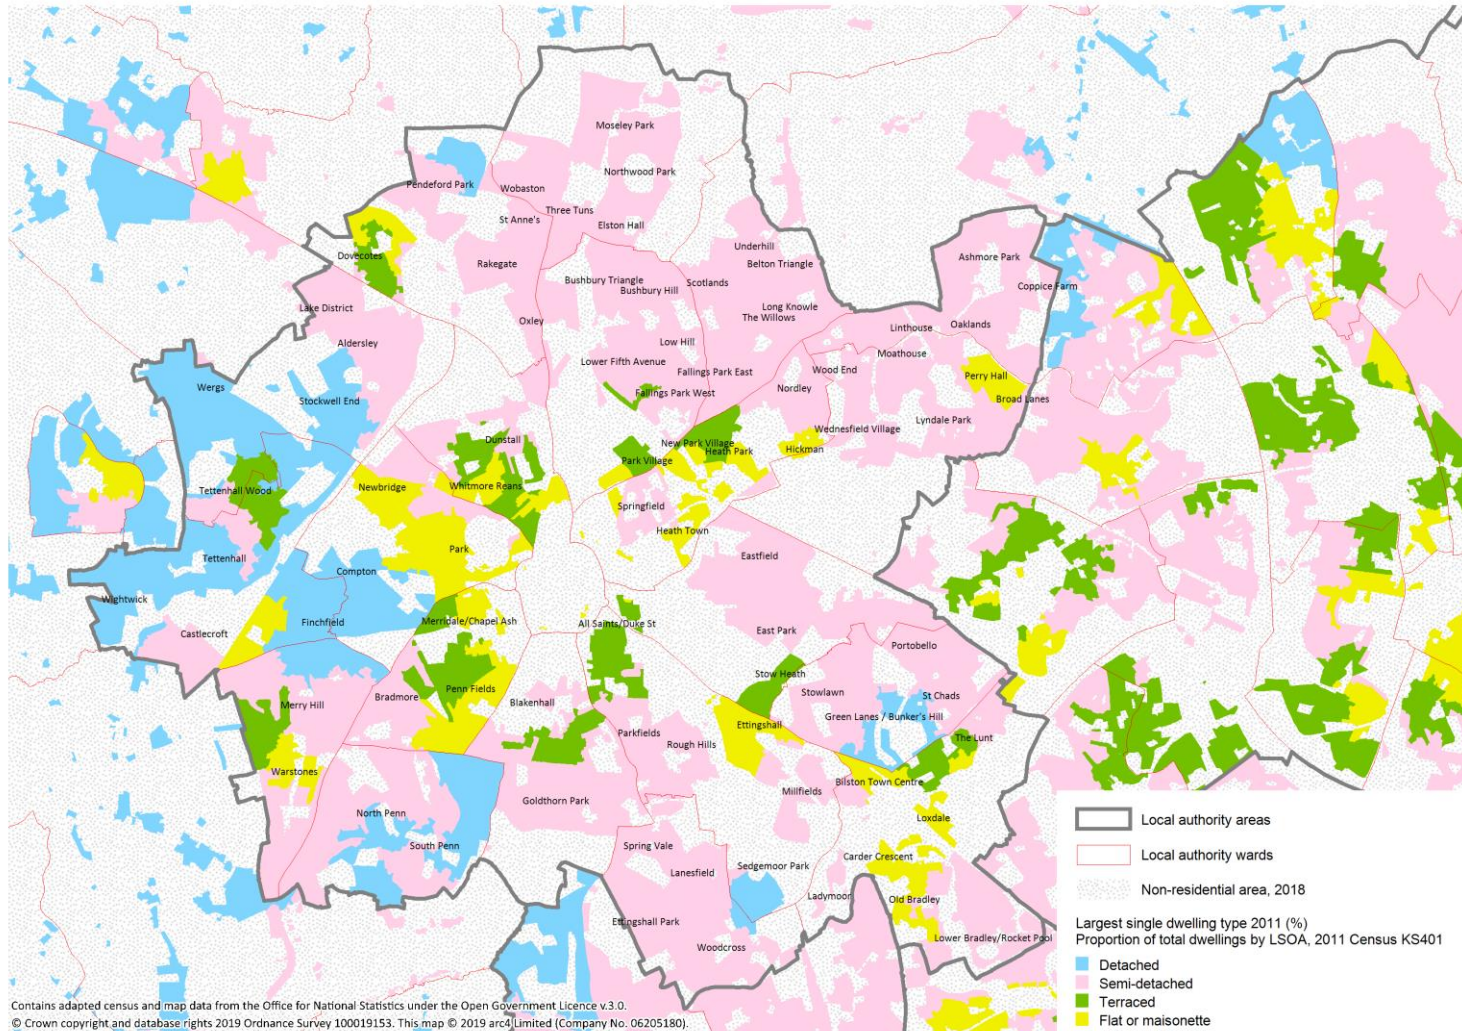 Moseley Park
Northwood Park
Pendeford Park
Wobaston
Three Tuns
St Anne's
Elston Hall
Underhill
Dovecotes
Rakegate
Belton Triangle
Ashmore Park
Bushbury Triangle
Scotlands
Bushbury Hill
Coppice Farm
Lake District
Long Knowle
Oxley
The Willows
Linthouse
Oaklands
Aldersley
Low Hill
Moathouse
Lower Fifth Avenue
Wood End
Fallings Park East
Perry Hall
Wergs
Nordley
Fallings Park West
Stockwell End
Broad Lanes
Lyndale Park
Wednesfield Village
Dunstall
New Park Village
Heath Park
Hickman
Park Village
Tettenhall Wood
Newbridge
Whitmore Reans
Springfield
Heath Town
Park
Eastfield
Tettenhall
Compton
Wightwick
Finchfield
Merridale/Chapel Ash
All Saints/Duke St
Castlecroft
East Park
Portobello
Stow Heath
Penn Fields
Stowlawn
St Chads
Bradmore
Merry Hill
Blakenhall
Green Lanes / Bunker's Hill
Ettingshall
Parkfields
The Lunt
Rough Hills
Warstones
Bilston Town Centre
Millfields
Goldthorn Park
North Penn
Loxdale
South Penn
Spring Vale
Carder Crescent
Sedgemoor Park
Lanesfield
Ladymoor
Old Bradley
Ettingshall Park
Lower Bradley/Rocket Pool
Woodcross
Local authority areas
Local authority wards
Non-residential area, 2018
Largest single dwelling type 2011 (%)
Proportion of total dwellings by LSOA, 2011 Census KS401
Detached
Semi-detached
Terraced
Flat or maisonette
Contains adapted census and map data from the Office for National Statistics under the Open Government Licence v.3.0.
© Crown copyright and database rights 2019 Ordnance Survey 100019153. This map © 2019 arc4 Limited (Company No. 06205180).